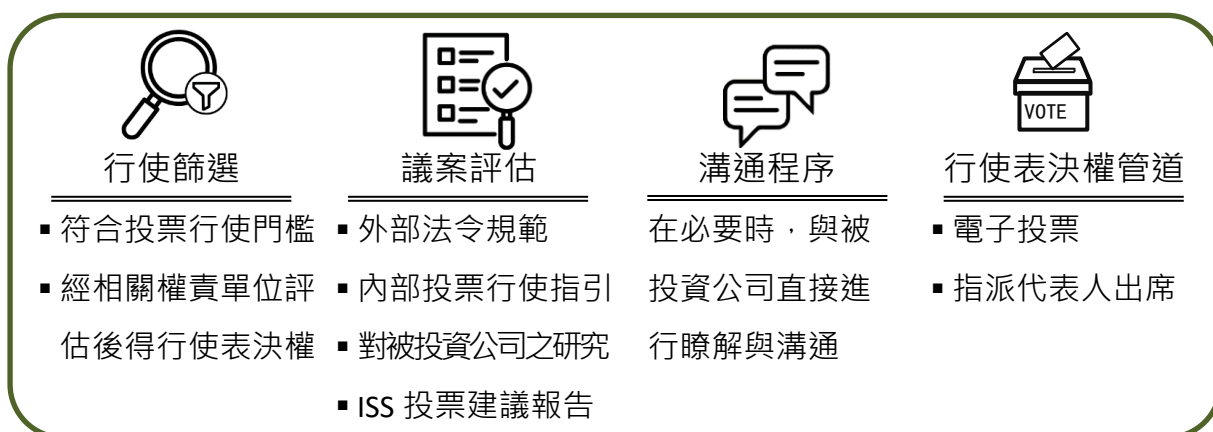 VOTE
行使篩選
▪符合投票行使門檻
▪經相關權責單位評
估後得行使表決權
議案評估
▪外部法令規範
▪內部投票行使指引
▪對被投資公司之研究
▪ISS 投票建議報告
溝通程序
在必要時，與被
投資公司直接進
行瞭解與溝通
行使表決權管道
▪電子投票
▪指派代表人出席